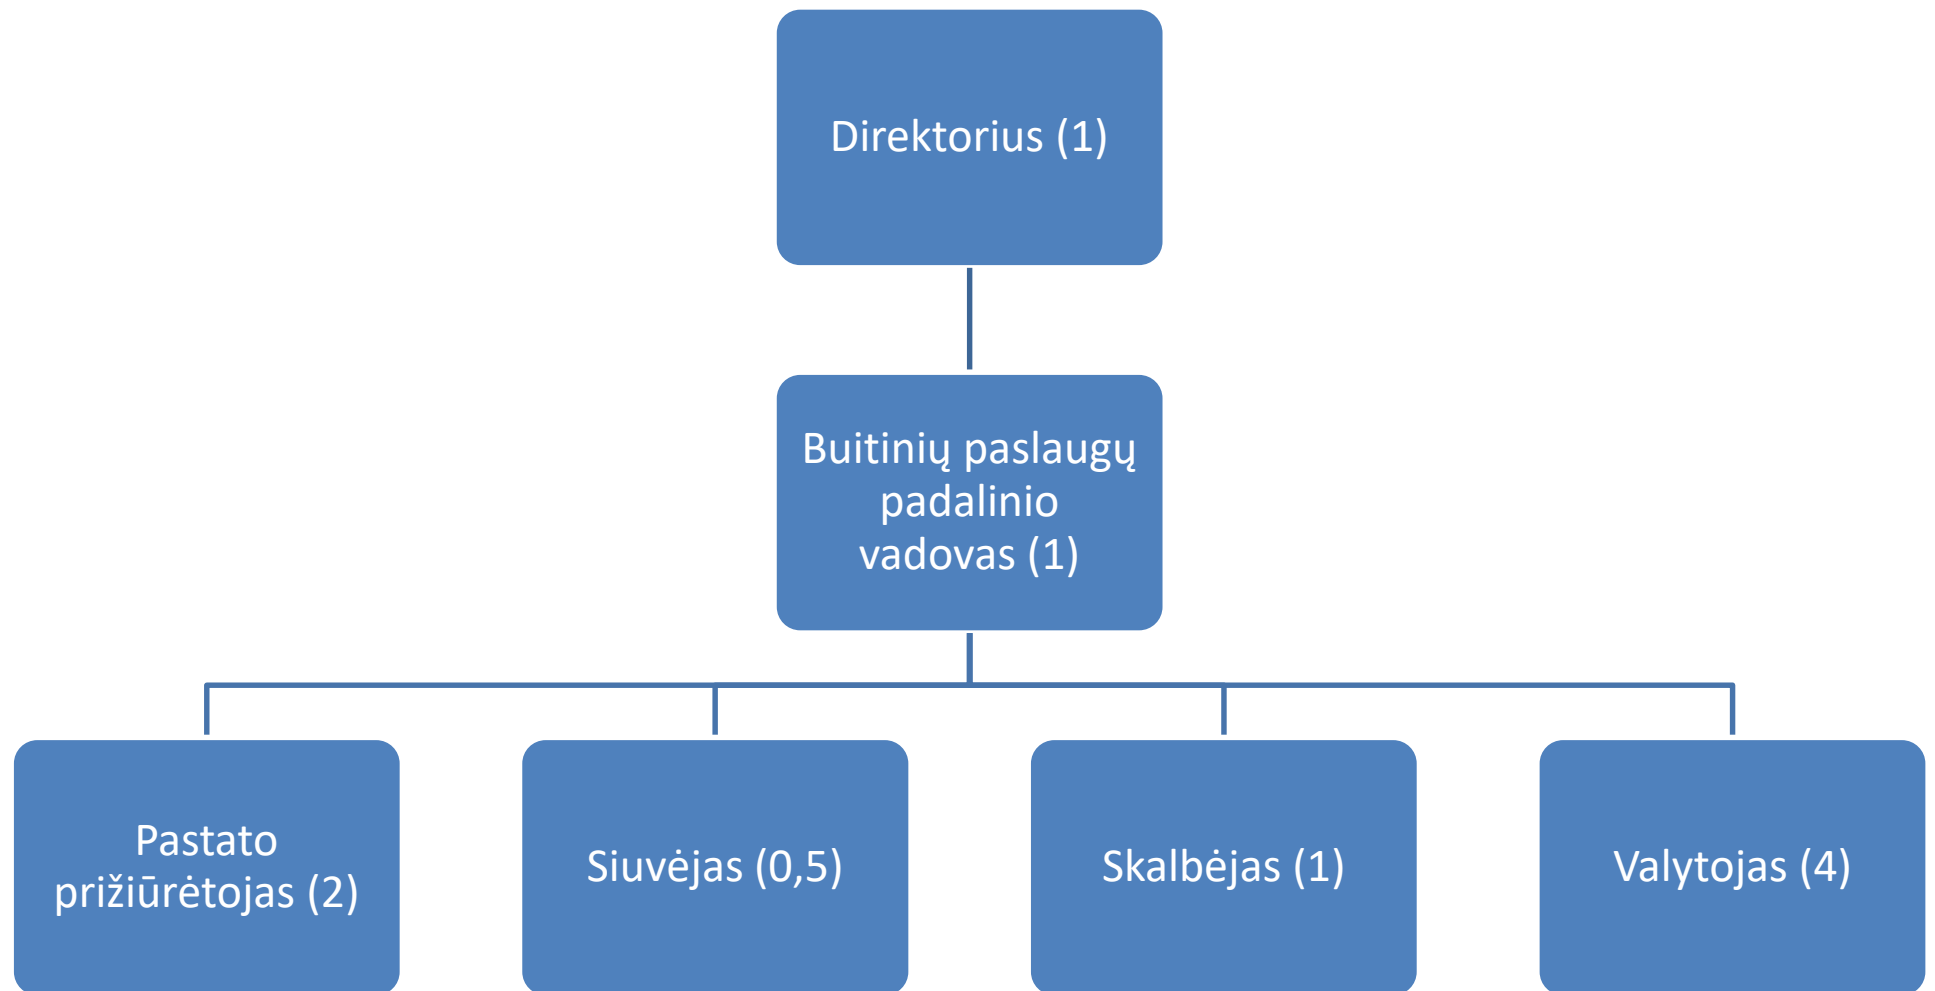 Direktorius (1)
Buitinių paslaugų
padalinio
vadovas (1)
Pastato
prižiūrėtojas (2)
Siuvėjas (0,5)
Skalbėjas (1)
Valytojas (4)